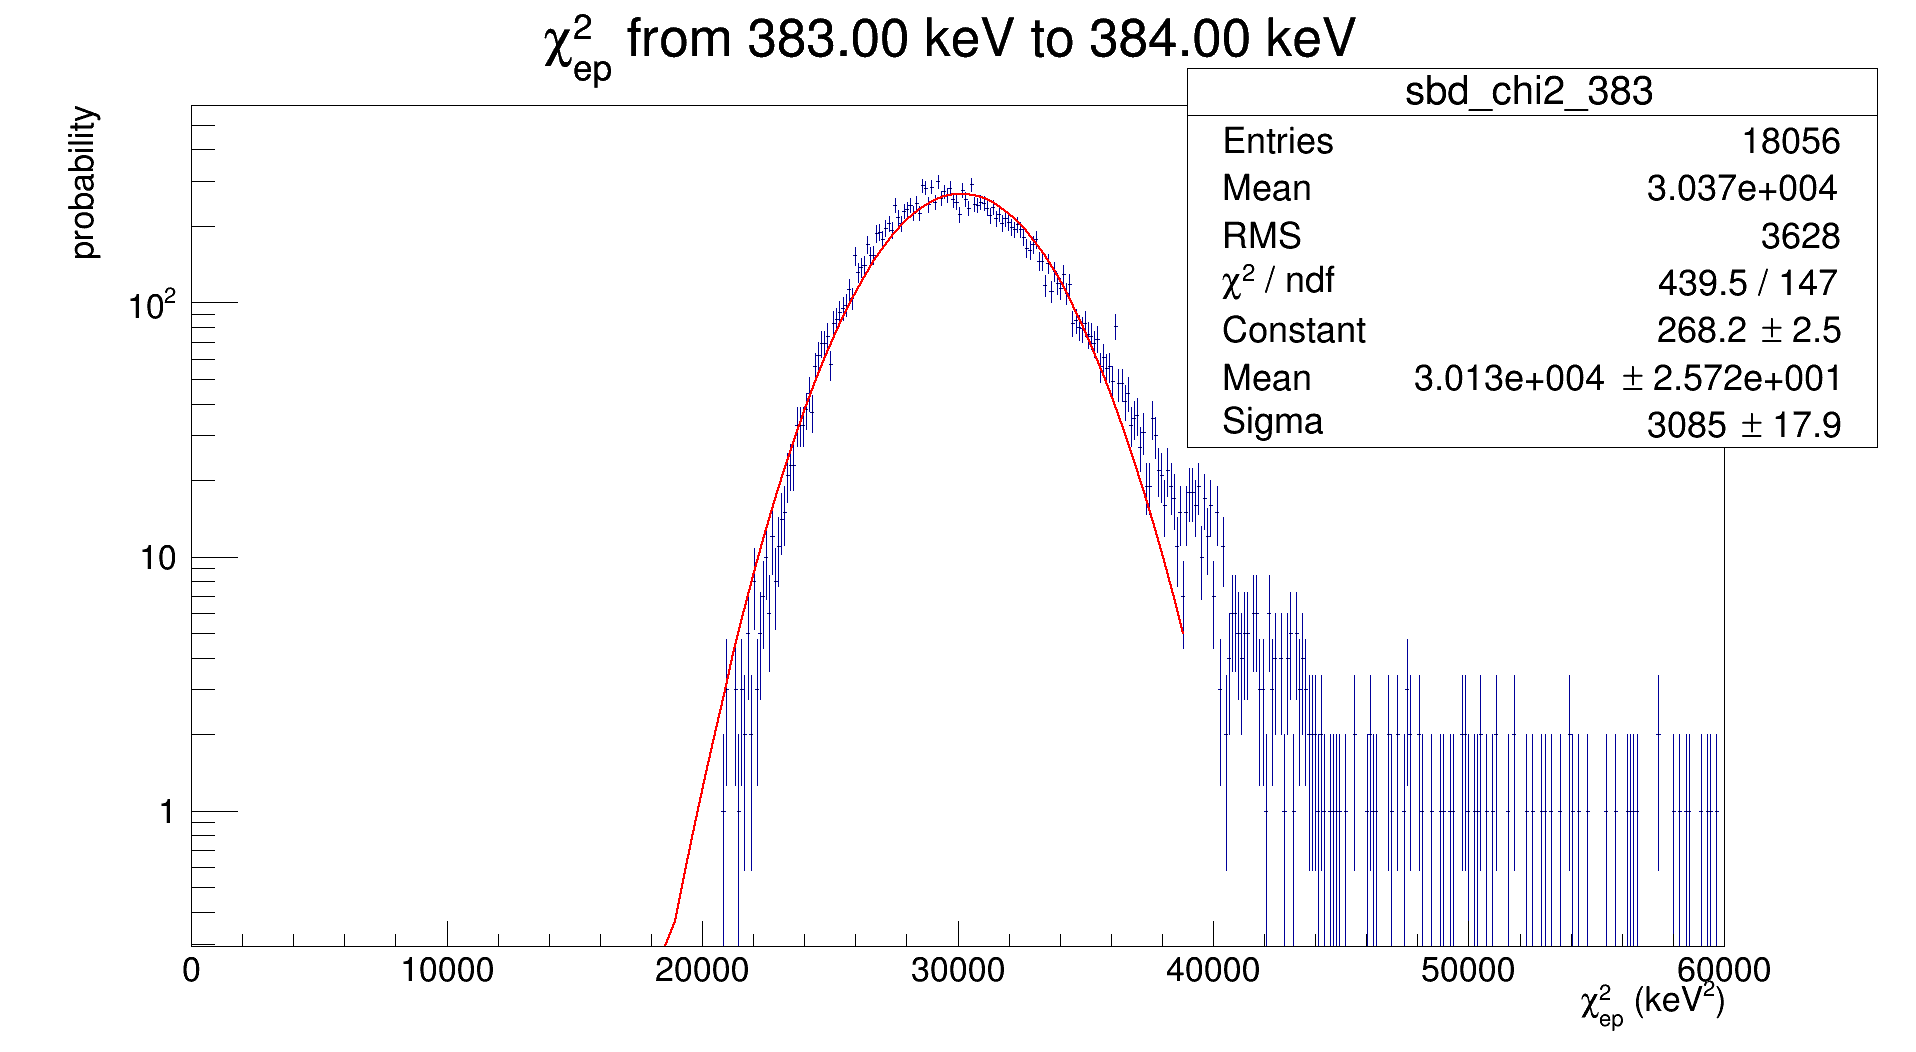 χ²ep from 383.00 keV to 384.00 keV
probability
sbd_chi2_383
Entries 18056
Mean 3.037e+004
RMS 3628
χ² / ndf 439.5 / 147
Constant 268.2 ± 2.5
Mean 3.013e+004 ± 2.572e+001
Sigma 3085 ± 17.9
10²
10
1
0 10000 20000 30000 40000 50000 60000
χ²ep (keV²)